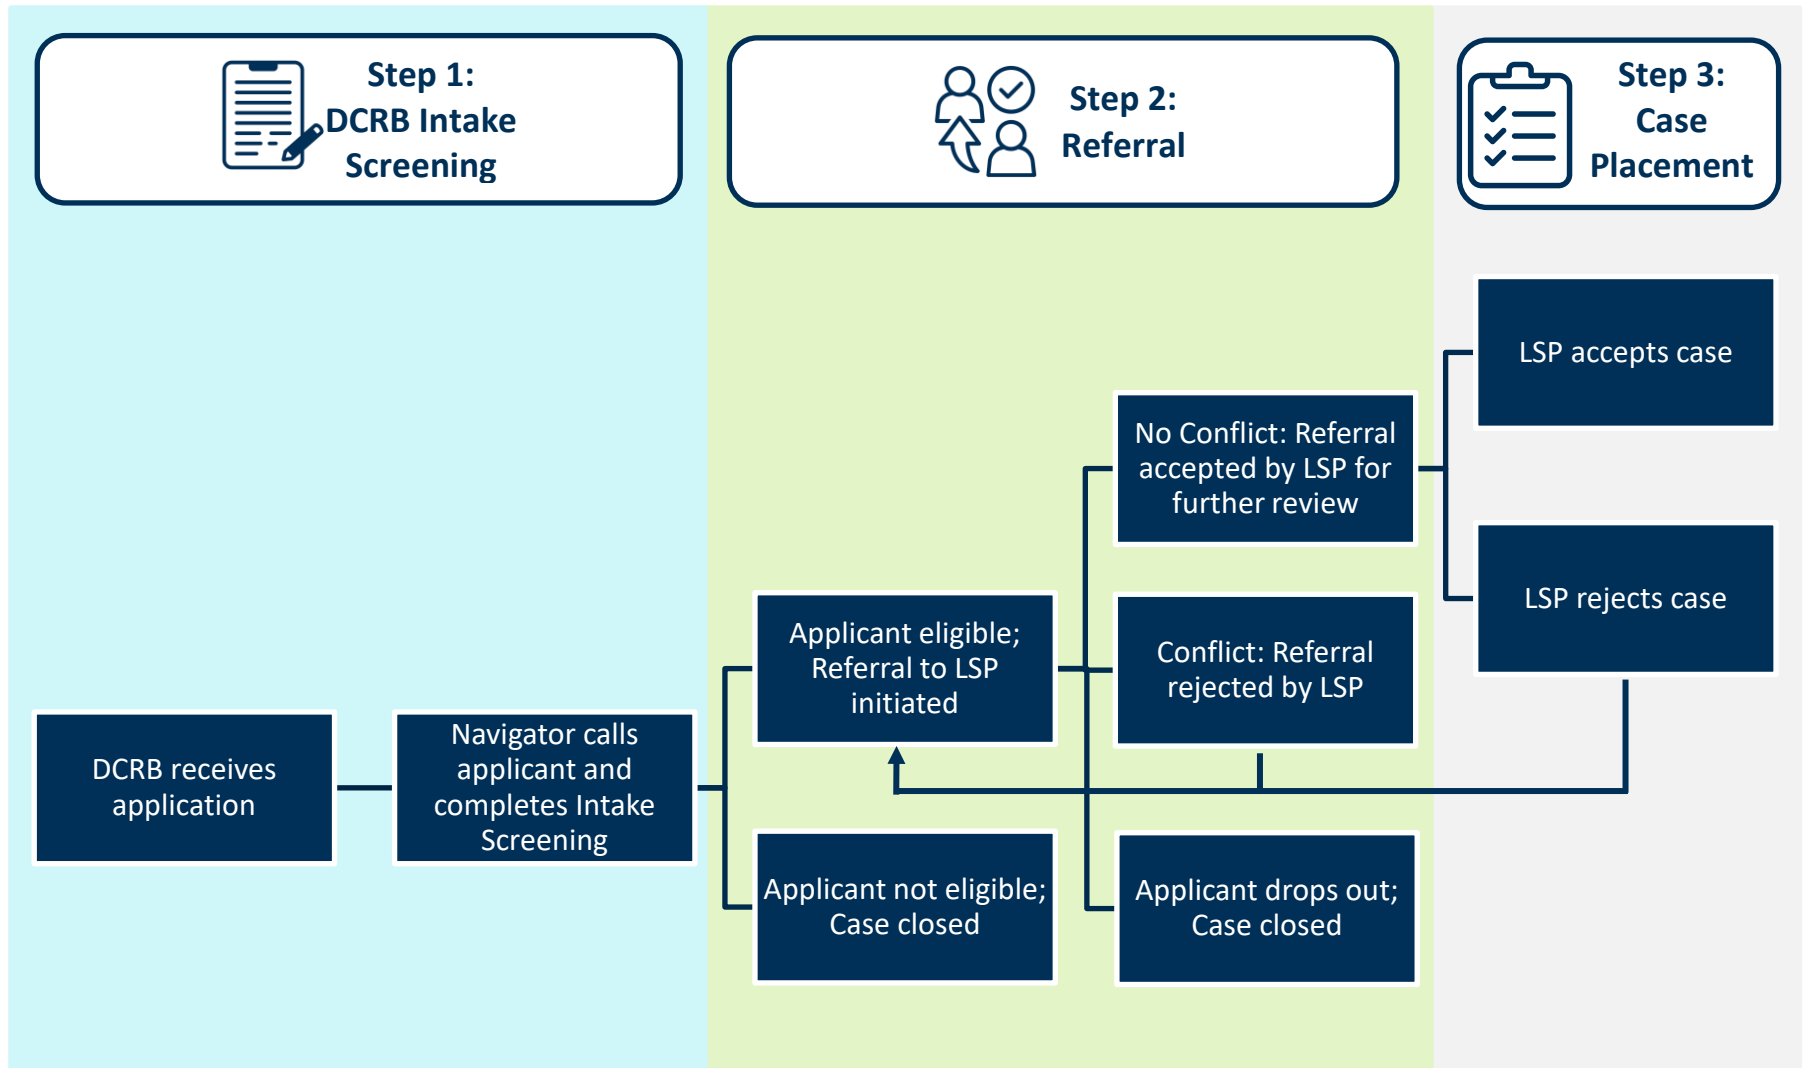 Step 1:
DCRB Intake
Screening
Step 2:
Referral
Step 3:
Case
Placement
DCRB receives
application
Navigator calls
applicant and
completes Intake
Screening
Applicant eligible;
Referral to LSP
initiated
Applicant not eligible;
Case closed
No Conflict: Referral
accepted by LSP for
further review
Conflict: Referral
rejected by LSP
Applicant drops out;
Case closed
LSP accepts case
LSP rejects case